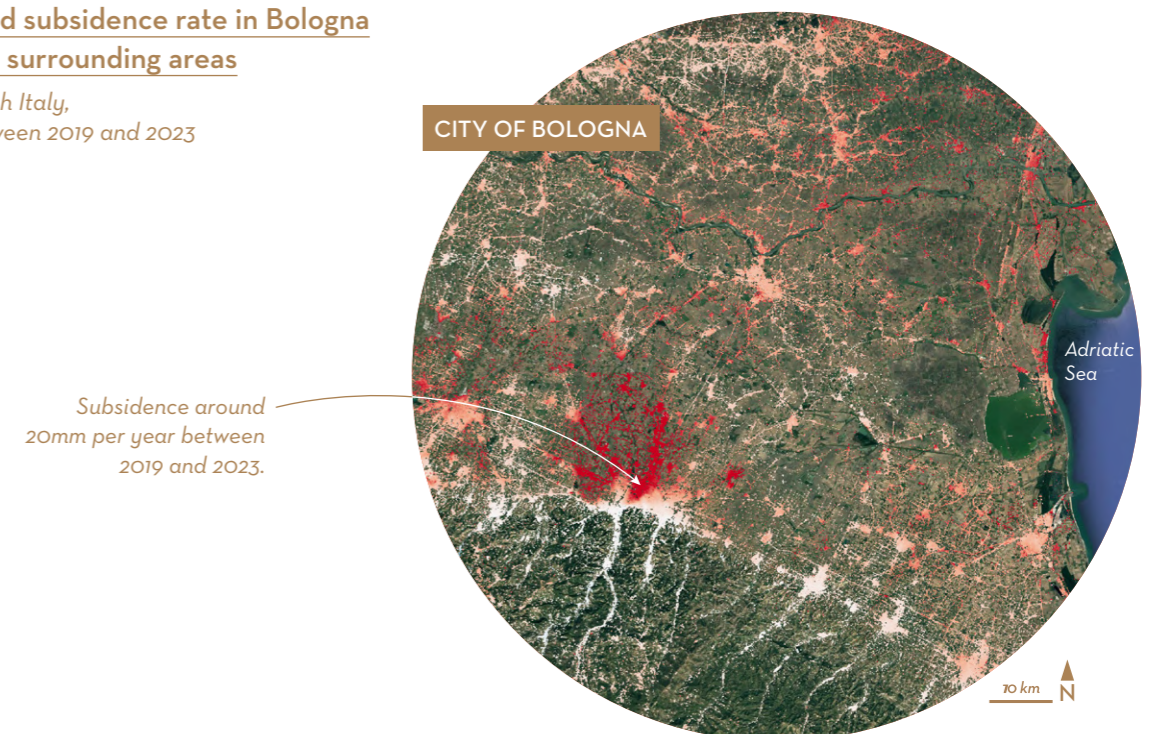 d subsidence rate in Bologna
surrounding areas
h Italy,
ween 2019 and 2023
CITY OF BOLOGNA
Adriatic
Sea
Subsidence around
20mm per year between
2019 and 2023.
10 km
N